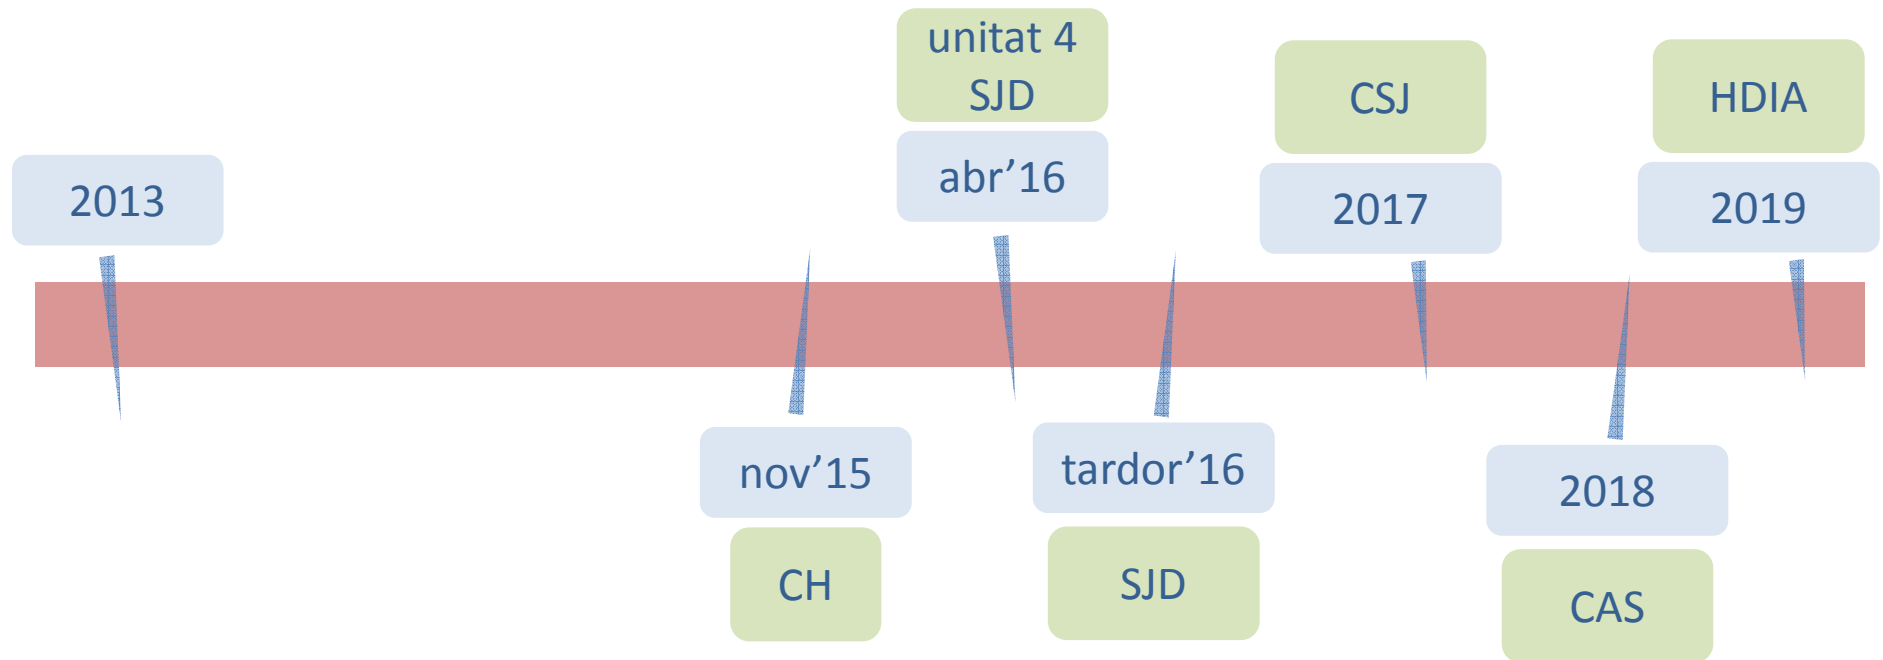 2013
unitat 4
SJD
abr’16
CSJ
2017
HDIA
2019
nov’15
CH
tardor’16
SJD
2018
CAS